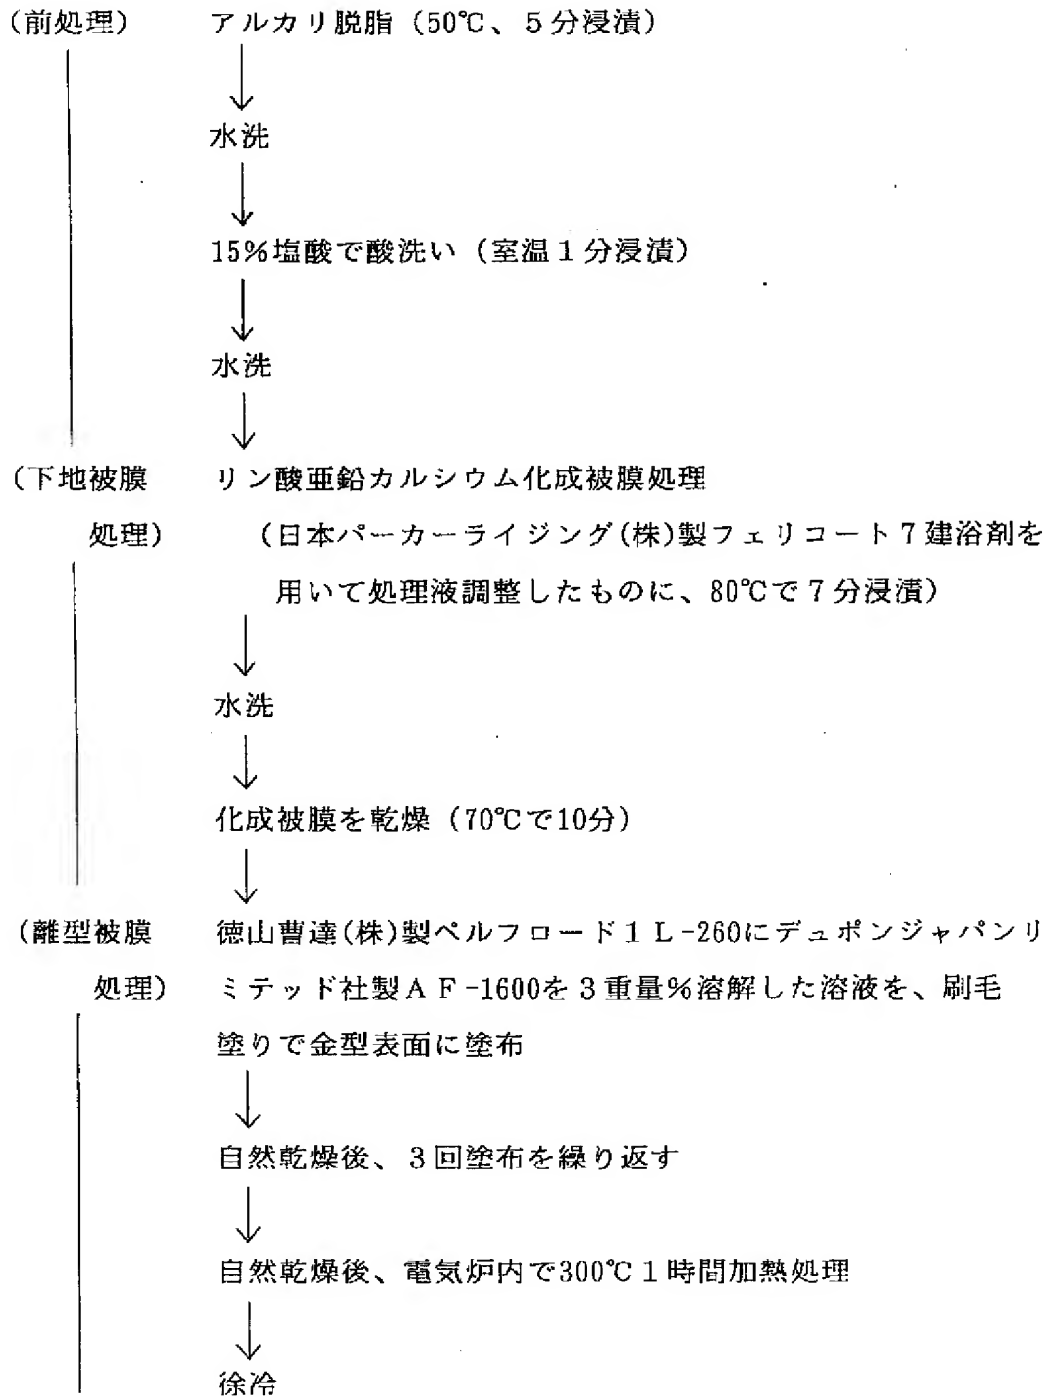 (前処理) アルカリ脱脂（50℃、５分浸漬）
水洗
15%塩酸で酸洗い（室温１分浸漬）
水洗
(下地被膜 リン酸亜鉛カルシウム化成被膜処理
処理) （日本パーカーライジング(株)製フェリコート７建浴剤を
用いて処理液調整したものに、80℃で７分浸漬）
水洗
化成被膜を乾燥（70℃で10分）
(離型被膜 徳山曹達(株)製ペルフロード１Ｌ-260にデュポンジャパンリ
処理) ミテッド社製ＡＦ-1600を３重量%溶解した溶液を、刷毛
塗りで金型表面に塗布
自然乾燥後、３回塗布を繰り返す
自然乾燥後、電気炉内で300℃１時間加熱処理
徐冷